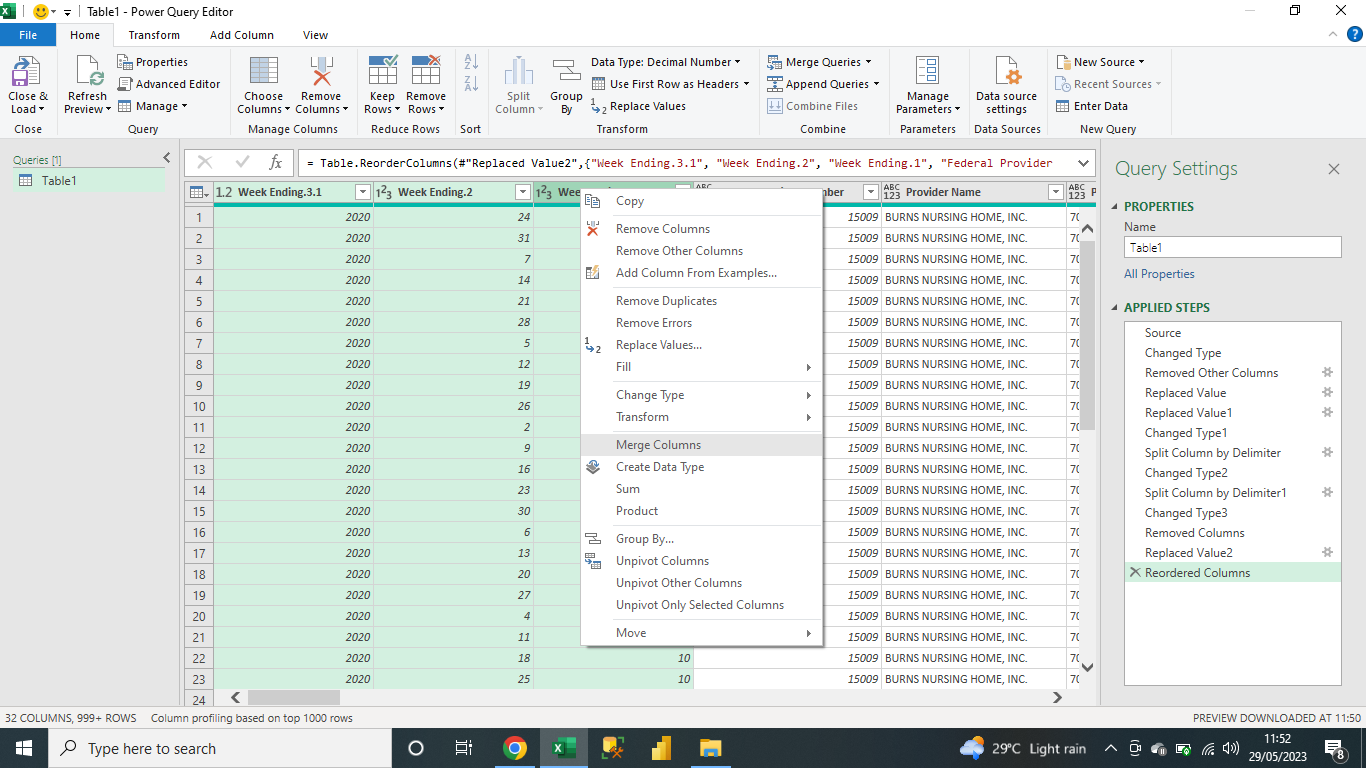 Table1 - Power Query Editor
File Home Transform Add Column View
Close & Load
Close
Refresh Preview
Properties
Advanced Editor
Manage
Query
Choose Columns
Remove Columns
Manage Columns
Keep Rows
Remove Rows
Reduce Rows
Sort
Split Column
Group By
Data Type: Decimal Number
Use First Row as Headers
Replace Values
Transform
Merge Queries
Append Queries
Combine Files
Combine
Manage Parameters
Parameters
Data source settings
Data Sources
New Source
Recent Sources
Enter Data
New Query
Queries [1]
Table1
fx = Table.ReorderColumns(#"Replaced Value2",{"Week Ending.3.1", "Week Ending.2", "Week Ending.1", "Federal Provider
1.2 Week Ending.3.1 123 Week Ending.2 123 ABC 123 Provider Name ABC 123
1 2020 24 15009 BURNS NURSING HOME, INC. 70
2 2020 31 15009 BURNS NURSING HOME, INC. 70
3 2020 7 15009 BURNS NURSING HOME, INC. 70
4 2020 14 15009 BURNS NURSING HOME, INC. 70
5 2020 21 15009 BURNS NURSING HOME, INC. 70
6 2020 28 15009 BURNS NURSING HOME, INC. 70
7 2020 5 15009 BURNS NURSING HOME, INC. 70
8 2020 12 15009 BURNS NURSING HOME, INC. 70
9 2020 19 15009 BURNS NURSING HOME, INC. 70
10 2020 26 15009 BURNS NURSING HOME, INC. 70
11 2020 2 15009 BURNS NURSING HOME, INC. 70
12 2020 9 15009 BURNS NURSING HOME, INC. 70
13 2020 16 15009 BURNS NURSING HOME, INC. 70
14 2020 23 15009 BURNS NURSING HOME, INC. 70
15 2020 30 15009 BURNS NURSING HOME, INC. 70
16 2020 6 15009 BURNS NURSING HOME, INC. 70
17 2020 13 15009 BURNS NURSING HOME, INC. 70
18 2020 20 15009 BURNS NURSING HOME, INC. 70
19 2020 27 15009 BURNS NURSING HOME, INC. 70
20 2020 4 15009 BURNS NURSING HOME, INC. 70
21 2020 11 15009 BURNS NURSING HOME, INC. 70
22 2020 18 10 15009 BURNS NURSING HOME, INC. 70
23 2020 25 10 15009 BURNS NURSING HOME, INC. 70
24
Copy
Remove Columns
Remove Other Columns
Add Column From Examples...
Remove Duplicates
Remove Errors
Replace Values...
Fill
Change Type
Transform
Merge Columns
Create Data Type
Sum
Product
Group By...
Unpivot Columns
Unpivot Other Columns
Unpivot Only Selected Columns
Move
Query Settings
PROPERTIES
Name
Table1
All Properties
APPLIED STEPS
Source
Changed Type
Removed Other Columns
Replaced Value
Replaced Value1
Changed Type1
Split Column by Delimiter
Changed Type2
Split Column by Delimiter1
Changed Type3
Removed Columns
Replaced Value2
Reordered Columns
32 COLUMNS, 999+ ROWS Column profiling based on top 1000 rows PREVIEW DOWNLOADED AT 11:50
Type here to search
29°C Light rain
11:52
29/05/2023
8